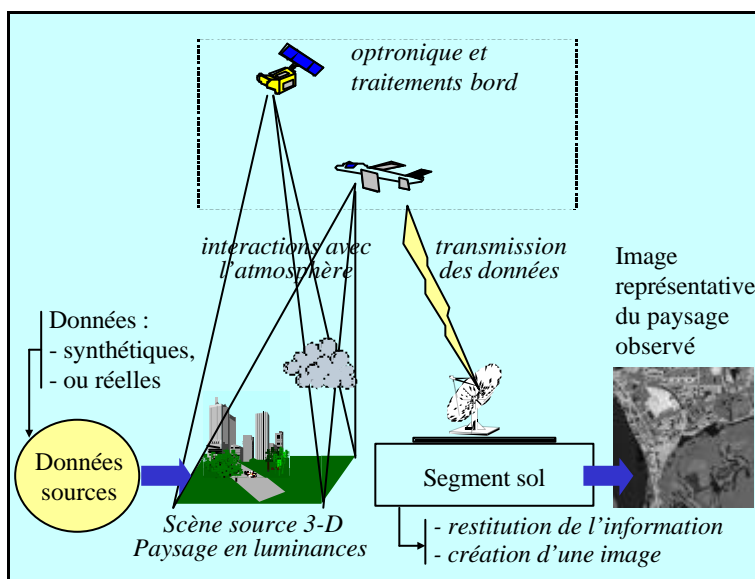 optronique et
traitements bord
interactions avec
l’atmosphère
transmission
des données
Image
représentative
du paysage
observé
Données :
- synthétiques,
- ou réelles
Données
sources
Segment sol
Scène source 3-D
Paysage en luminances
- restitution de l’information
- création d’une image